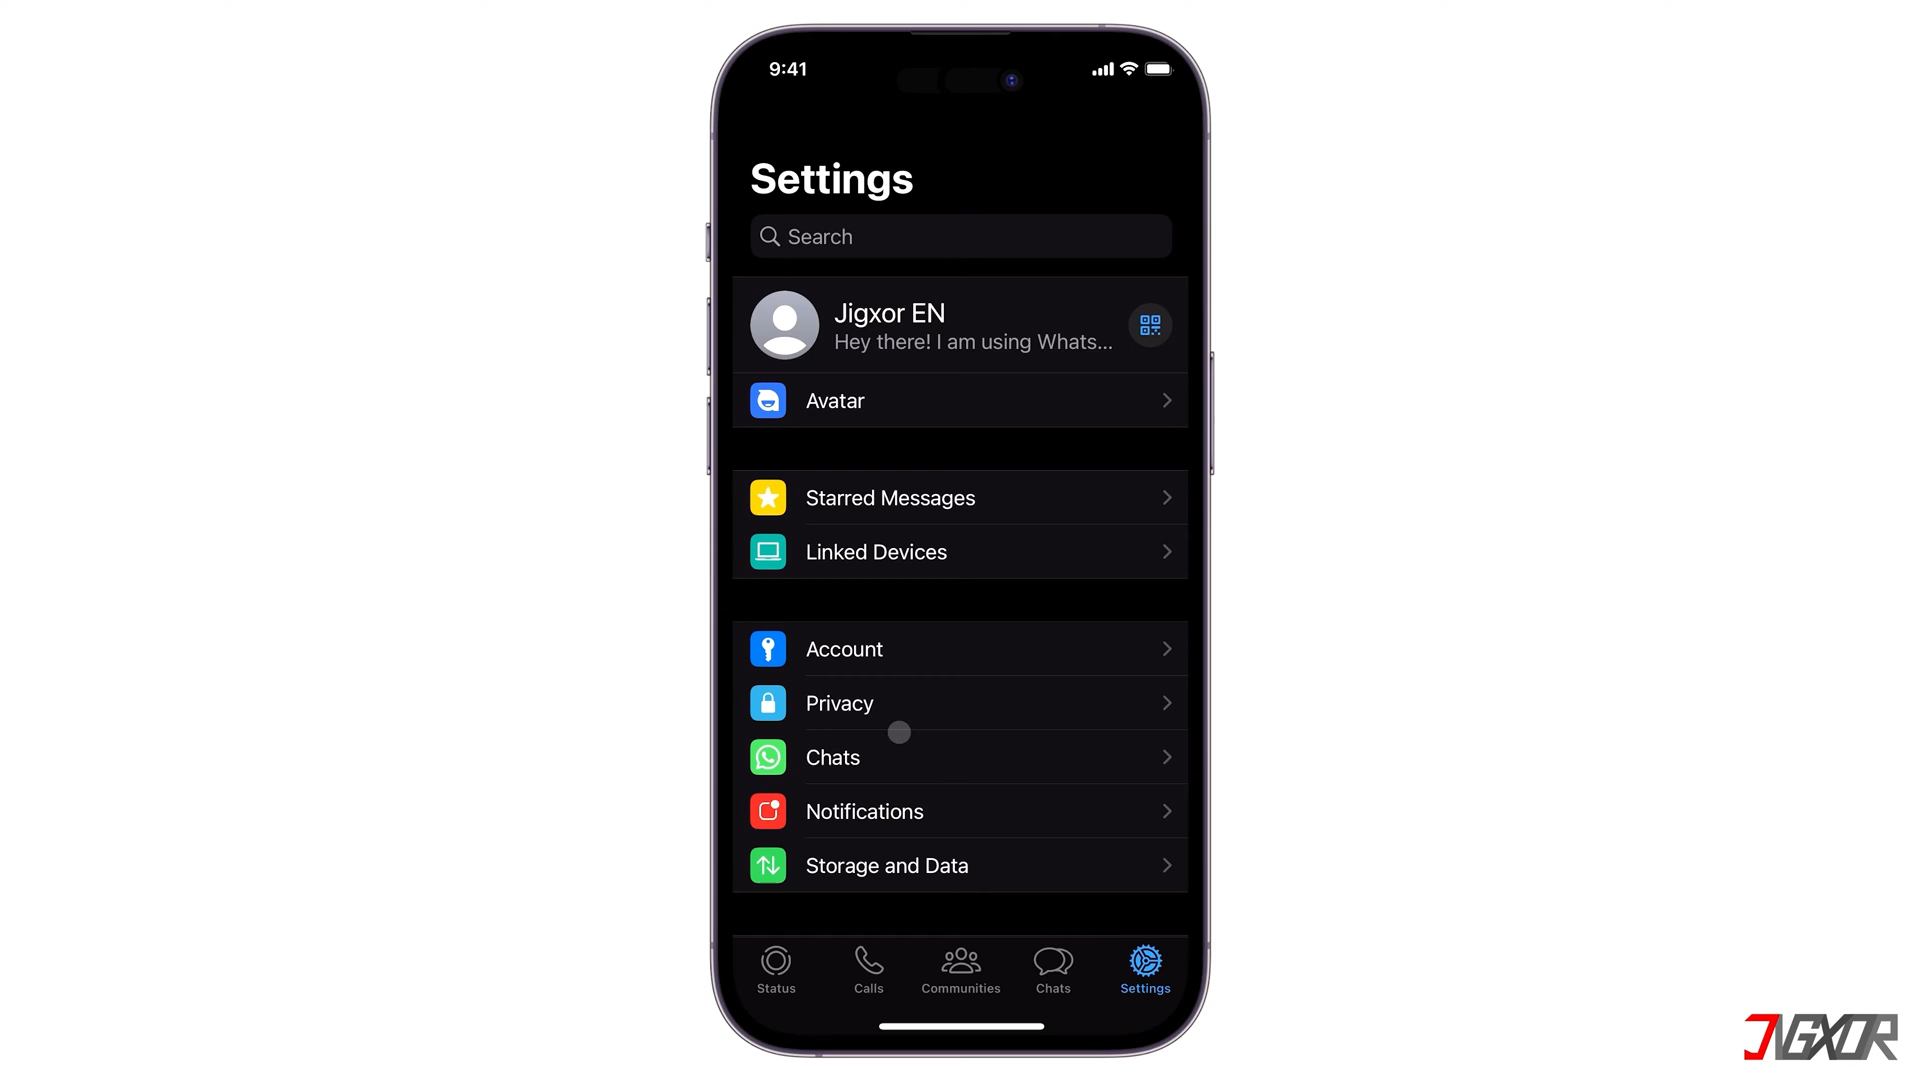 9:41
Settings
Search
Jigxor EN
Hey there! I am using Whats...
Avatar
Starred Messages
Linked Devices
Account
Privacy
Chats
Notifications
Storage and Data
Status
Calls
Communities
Chats
Settings
JIGXOR